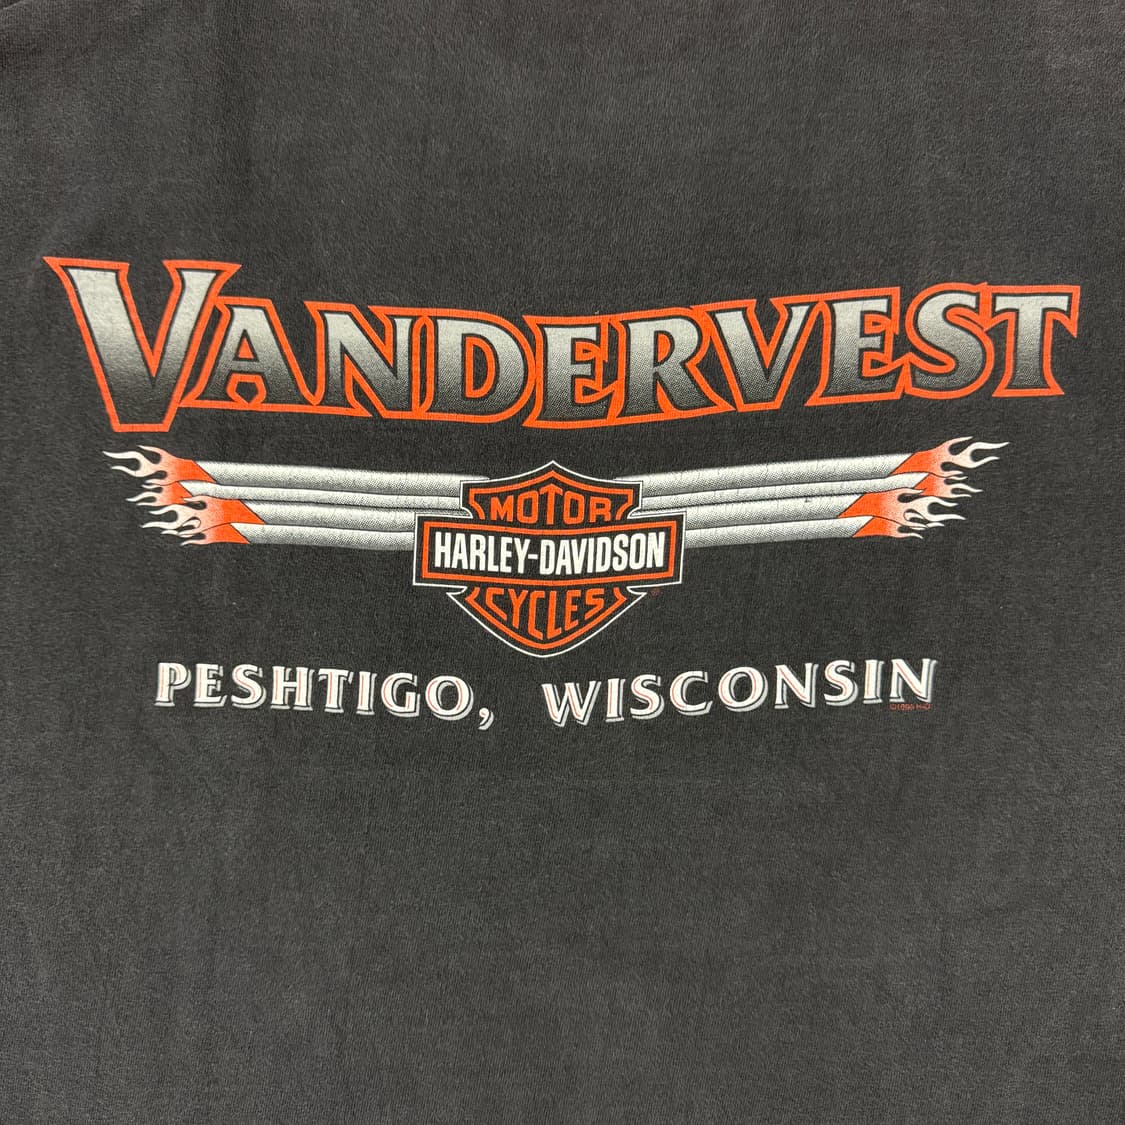 VANDERVEST
MOTOR
HARLEY-DAVIDSON
®
CYCLES
PESHTIGO, WISCONSIN
H-D